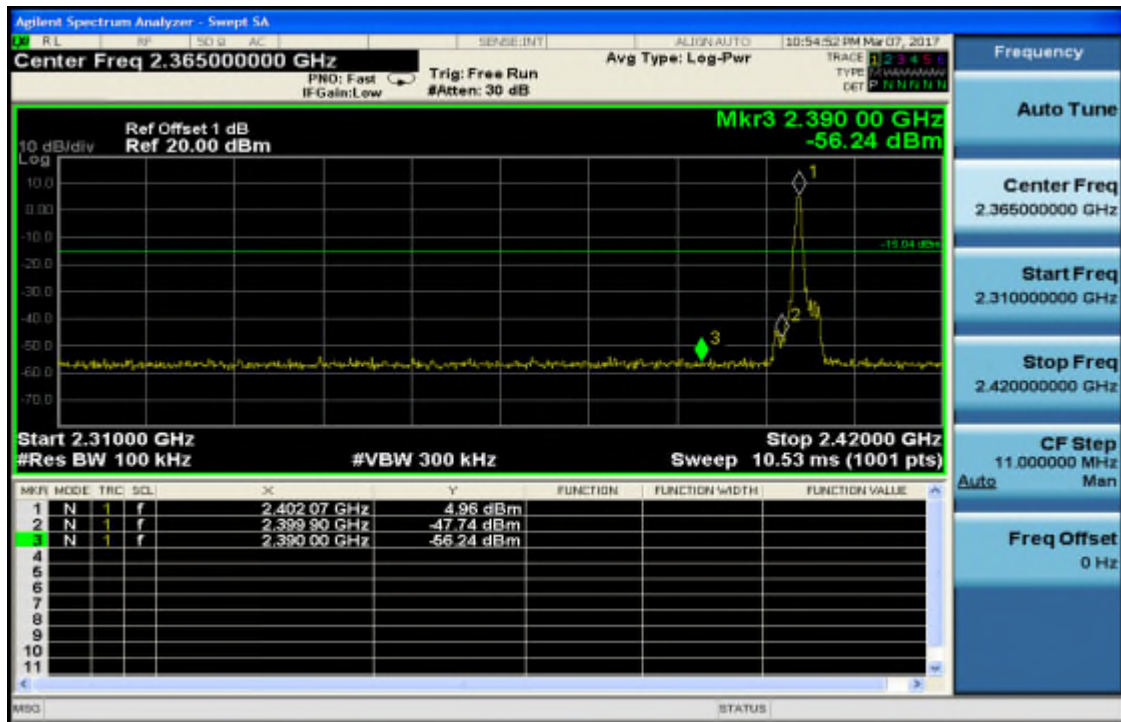 Agilent Spectrum Analyzer - Swept SA
RL RF 50 Ω AC SENSE:INT ALIGN AUTO 10:54:52 PM Mar 07, 2017
Center Freq 2.365000000 GHz
PNO: Fast
IFGain:Low
Trig: Free Run
#Atten: 30 dB
Avg Type: Log-Pwr
TRACE 1 2 3 4 5 6
TYPE
DET P N N N N N
Mkr3 2.390 00 GHz
-56.24 dBm
Ref Offset 1 dB
10 dB/div Ref 20.00 dBm
Log
10.0
0.00
-10.0
-20.0
-30.0
-40.0
-50.0
-60.0
-70.0
1
-15.04 dBm
2
3
Start 2.31000 GHz Stop 2.42000 GHz
#Res BW 100 kHz #VBW 300 kHz Sweep 10.53 ms (1001 pts)
MKR MODE TRC SCL X Y FUNCTION FUNCTION WIDTH FUNCTION VALUE
1 N 1 f 2.402 07 GHz 4.96 dBm
2 N 1 f 2.399 90 GHz -47.74 dBm
3 N 1 f 2.390 00 GHz -56.24 dBm
4
5
6
7
8
9
10
11
MSG STATUS
Frequency
Auto Tune
Center Freq
2.365000000 GHz
Start Freq
2.310000000 GHz
Stop Freq
2.420000000 GHz
CF Step
11.000000 MHz
Auto Man
Freq Offset
0 Hz